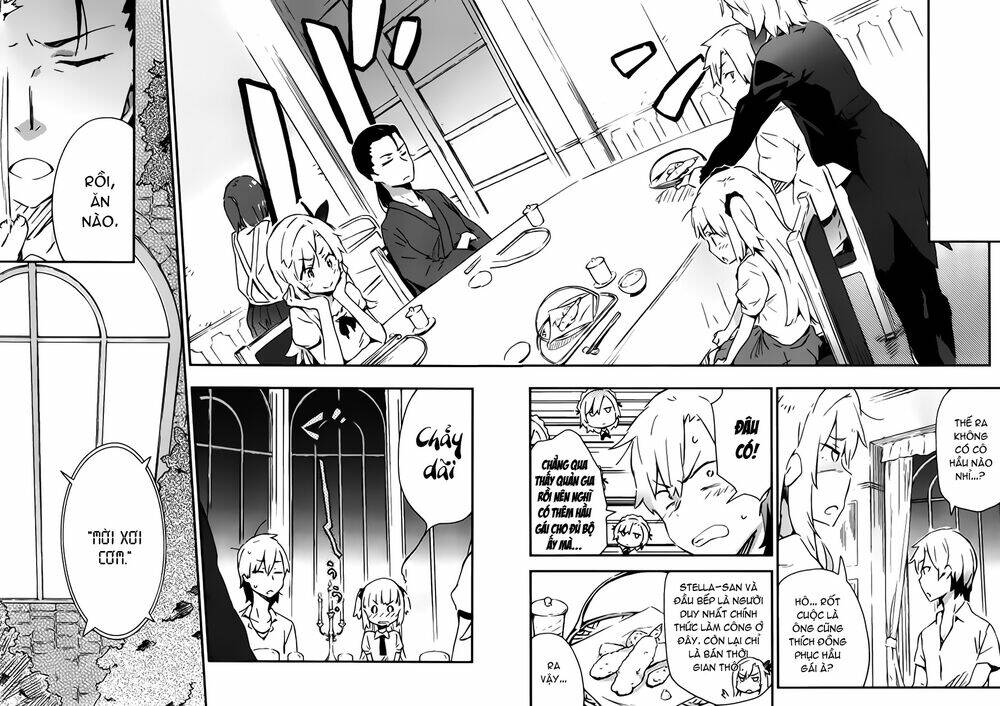 THẾ RA
KHÔNG
CÓ CÔ
HẦU NÀO
NHỈ...?
HÔ... RỐT
CUỘC LÀ
ÔNG CŨNG
THÍCH ĐỒNG
PHỤC HẦU
GÁI À?
ĐÂU
CÓ!
CHẲNG QUA
THẤY QUẢN GIA
RỒI NÊN NGHĨ
CÓ THÊM HẦU
GÁI CHO ĐỦ BỘ
ẤY MÀ...
STELLA-SAN VÀ
ĐẦU BẾP LÀ NGƯỜI
DUY NHẤT CHÍNH
THỨC LÀM CÔNG Ở
ĐÂY. CÒN LẠI CHỈ
LÀ BÁN THỜI
GIAN THÔI.
RA
VẬY...
Chảy
dãi
RỒI,
ĂN
NÀO.
"MỜI XƠI
CƠM."